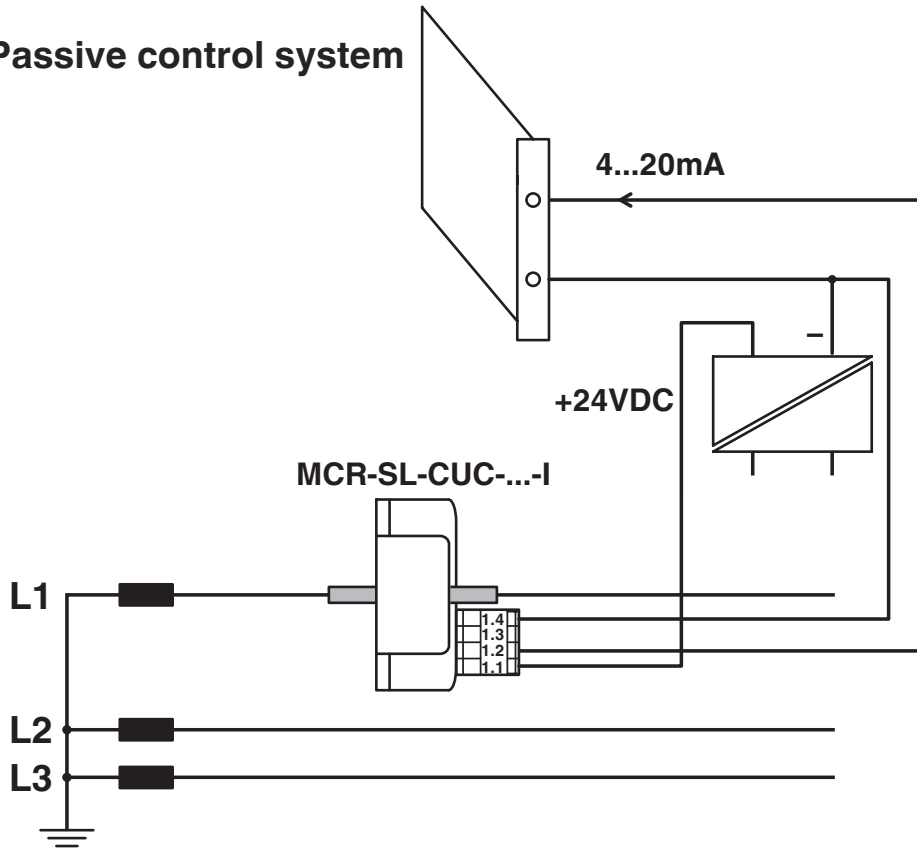 Passive control system
4...20mA
–
+24VDC
MCR-SL-CUC-...-I
L1
1.4
1.3
1.2
1.1
L2
L3